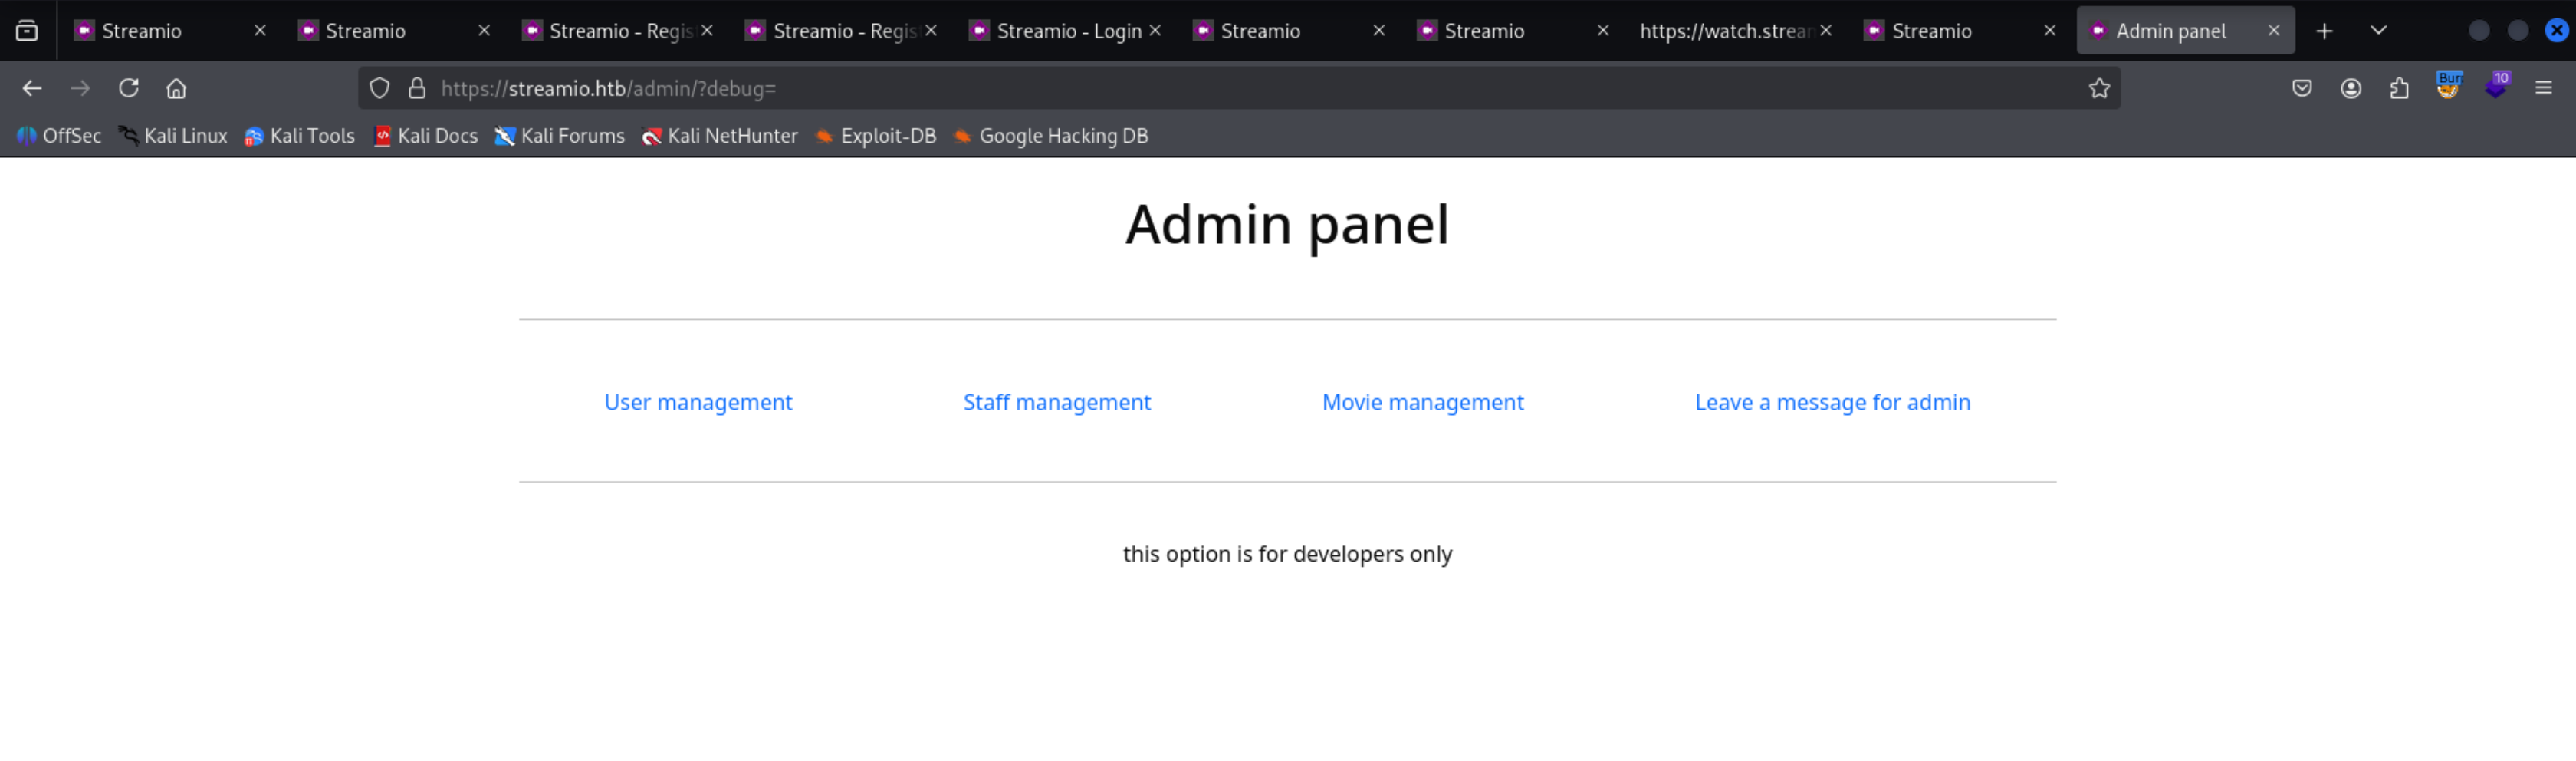 Streamio Streamio Streamio - Regis Streamio - Regis Streamio - Login Streamio Streamio https://watch.strear Streamio Admin panel
https://streamio.htb/admin/?debug= Bur 10
OffSec Kali Linux Kali Tools Kali Docs Kali Forums Kali NetHunter Exploit-DB Google Hacking DB
Admin panel
User management Staff management Movie management Leave a message for admin
this option is for developers only